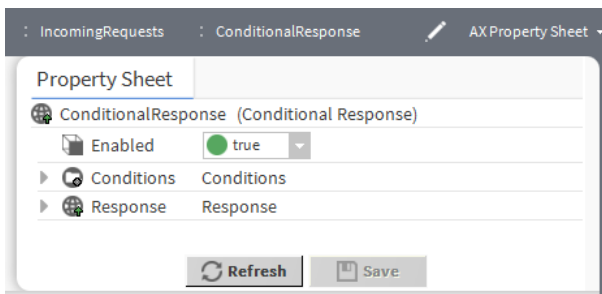 : IncomingRequests : ConditionalResponse AX Property Sheet
Property Sheet
ConditionalResponse (Conditional Response)
Enabled true
Conditions Conditions
Response Response
Refresh Save